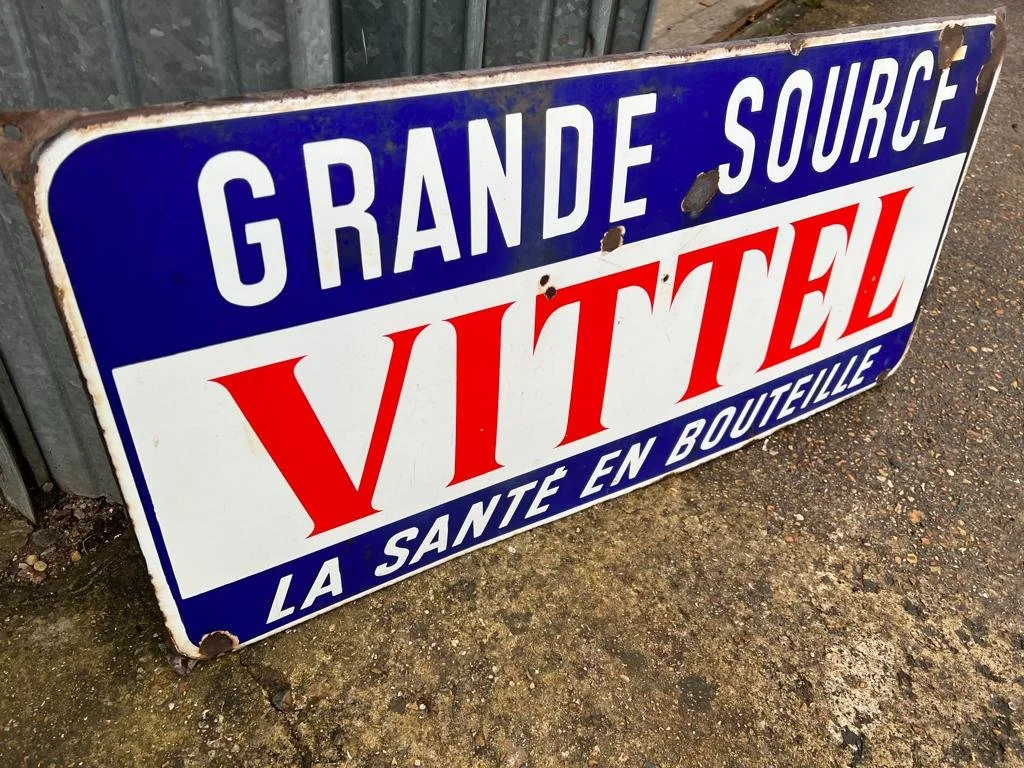 GRANDE SOURCE
VITTEL
LA SANTÉ EN BOUTEILLE